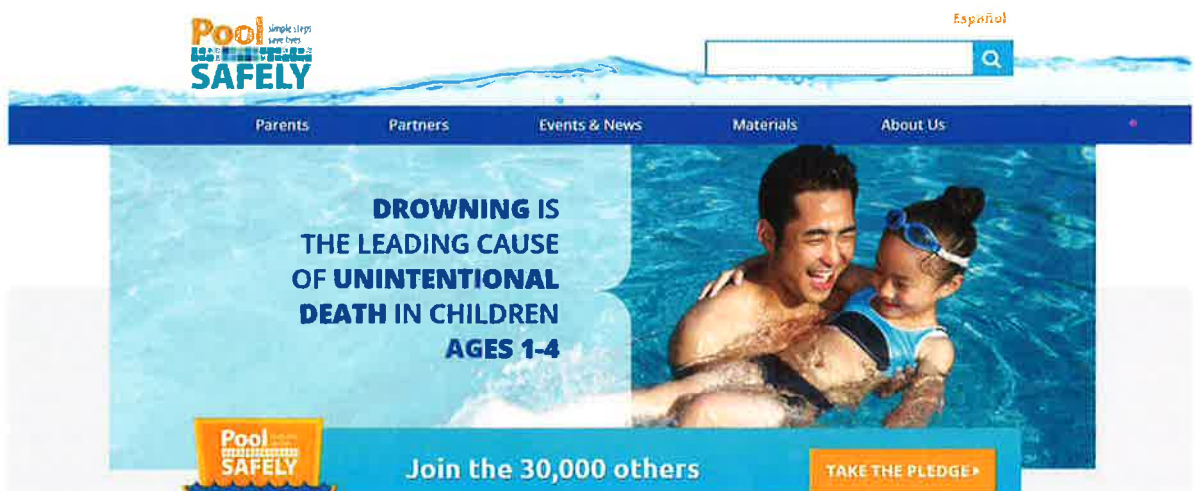 Español
Pool simple steps
save lives
SAFELY
Parents Partners Events & News Materials About Us
DROWNING IS
THE LEADING CAUSE
OF UNINTENTIONAL
DEATH IN CHILDREN
AGES 1-4
Pool
SAFELY
Join the 30,000 others
TAKE THE PLEDGE